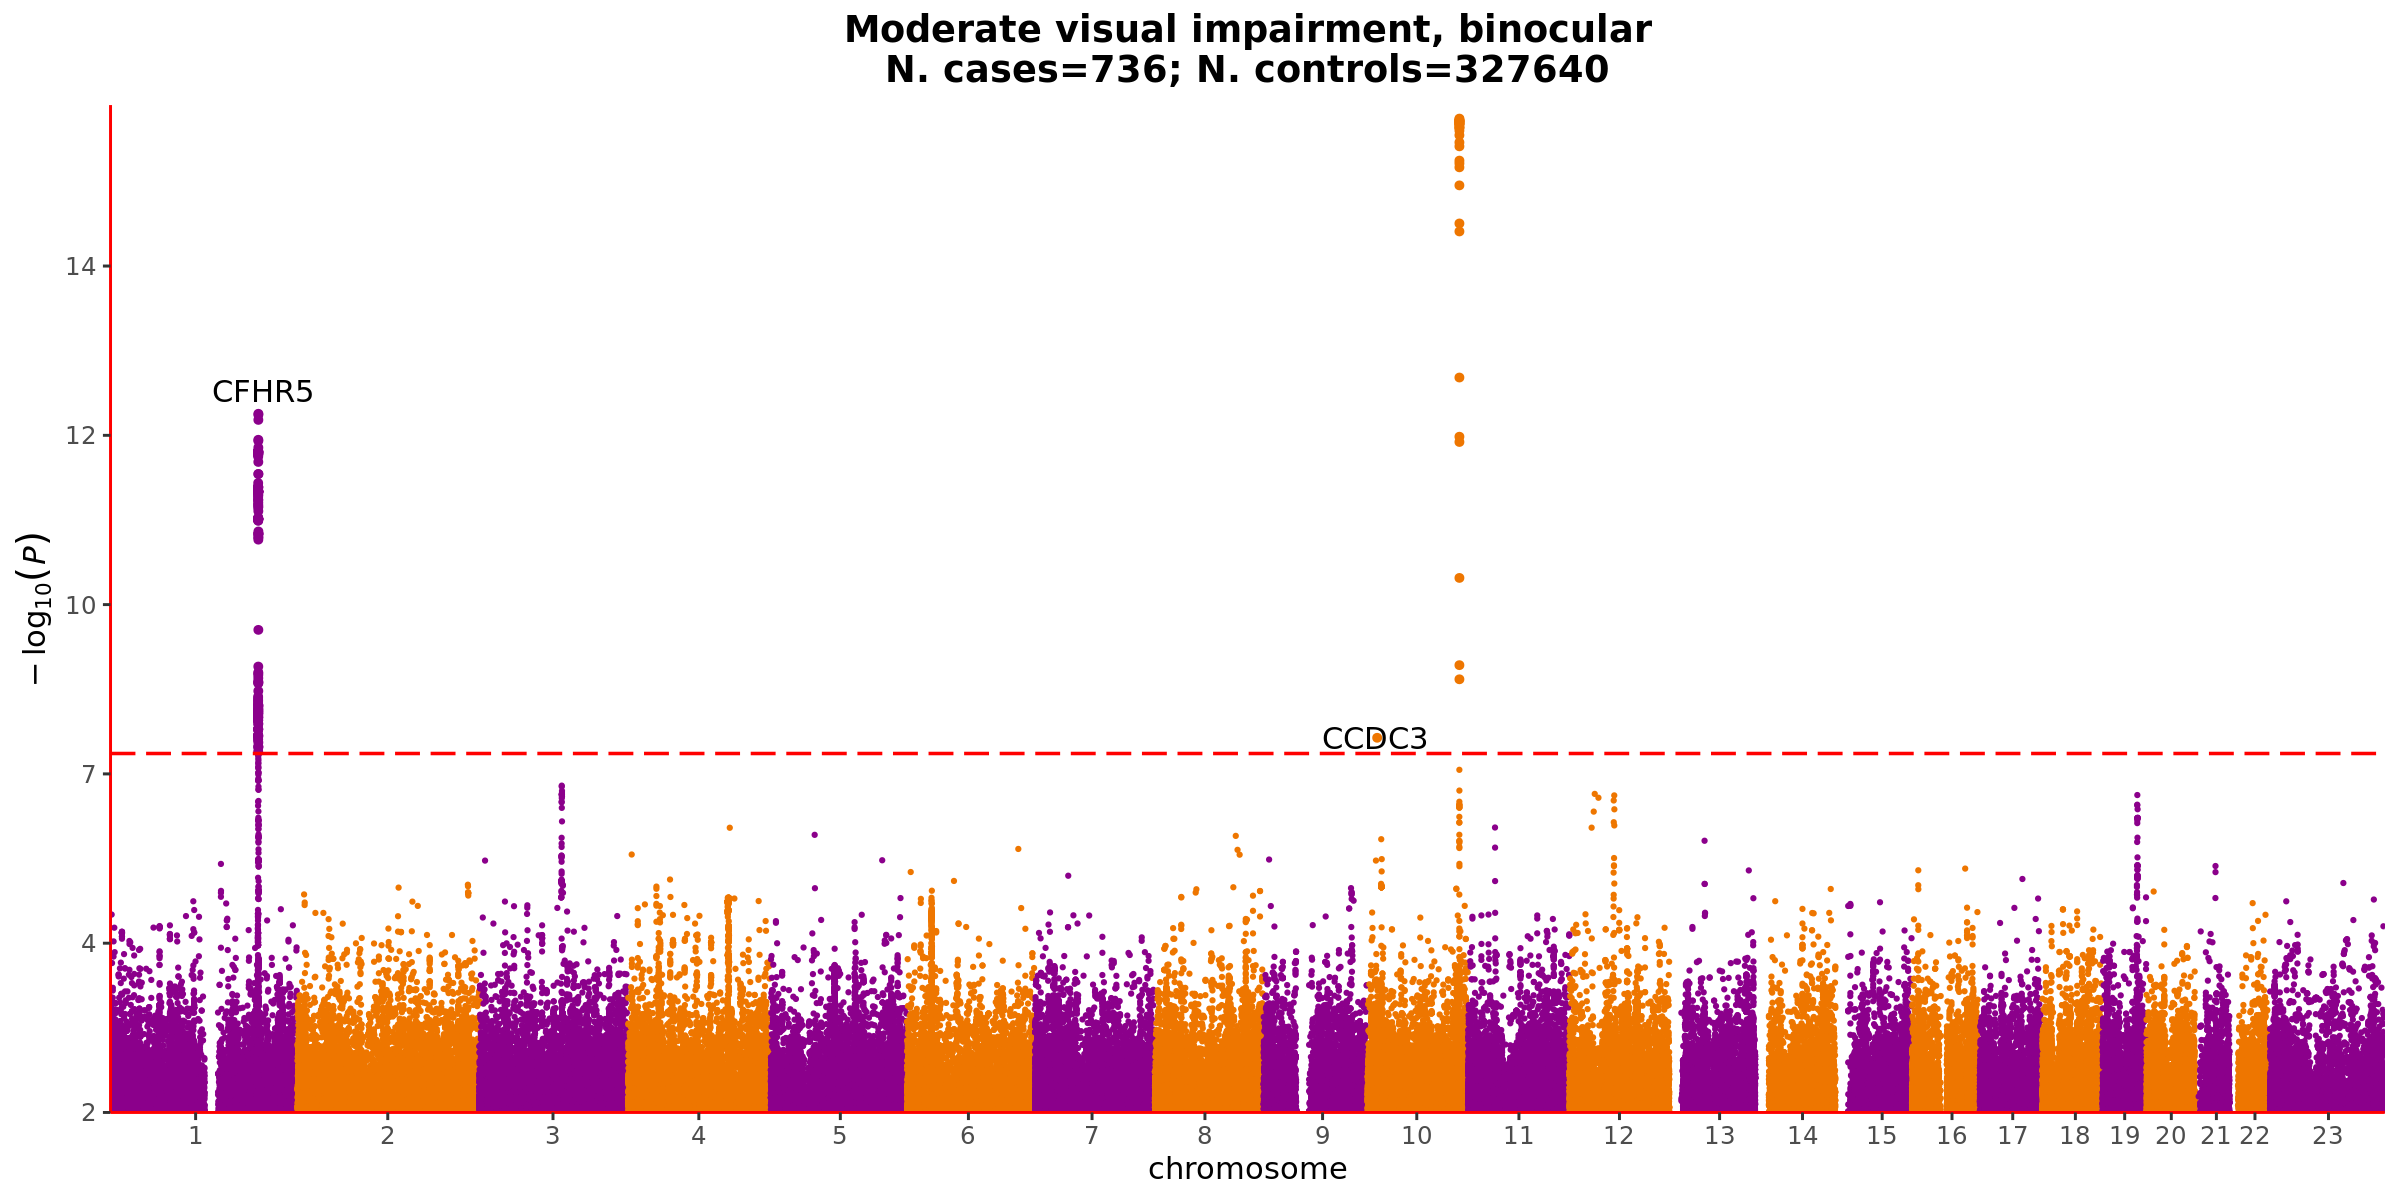 Moderate visual impairment, binocular
N. cases=736; N. controls=327640
− log10(P)
14
12
10
7
4
2
CFHR5
CCDC3
1 2 3 4 5 6 7 8 9 10 11 12 13 14 15 16 17 18 19 20 21 22 23
chromosome